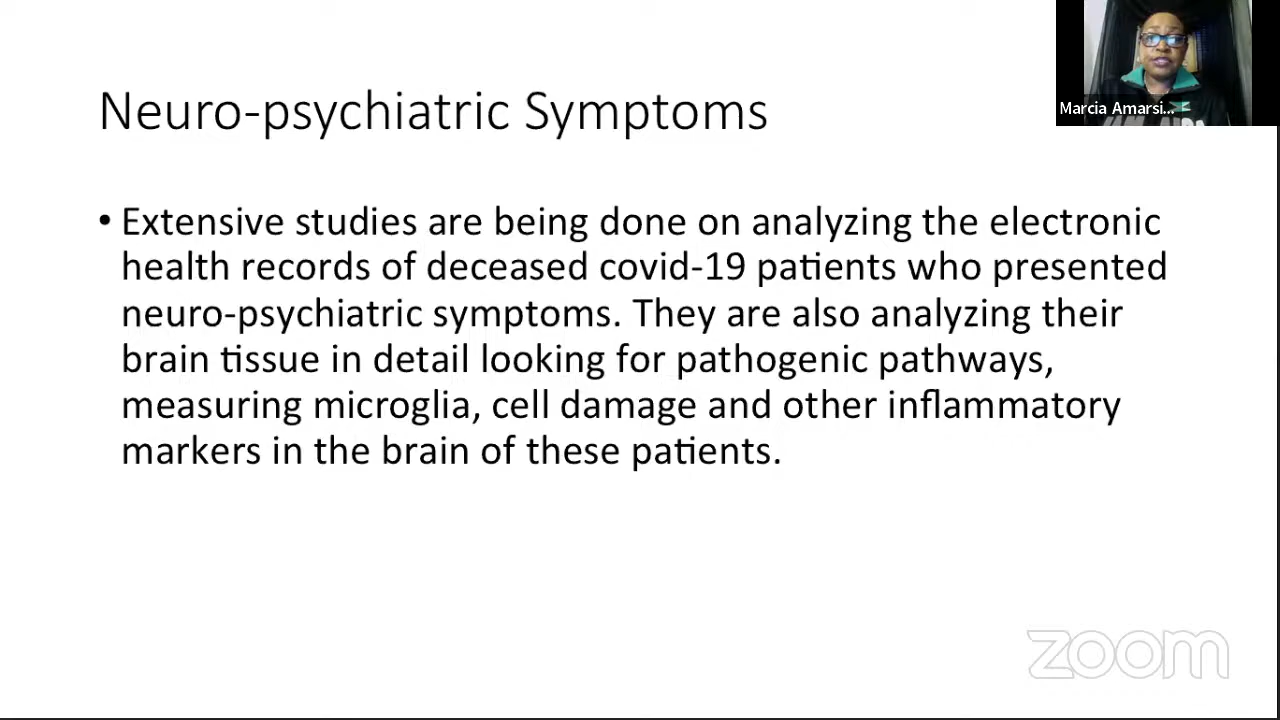 Neuro-psychiatric Symptoms
• Extensive studies are being done on analyzing the electronic
health records of deceased covid-19 patients who presented
neuro-psychiatric symptoms. They are also analyzing their
brain tissue in detail looking for pathogenic pathways,
measuring microglia, cell damage and other inflammatory
markers in the brain of these patients.
Marcia Amarsi...
zoom